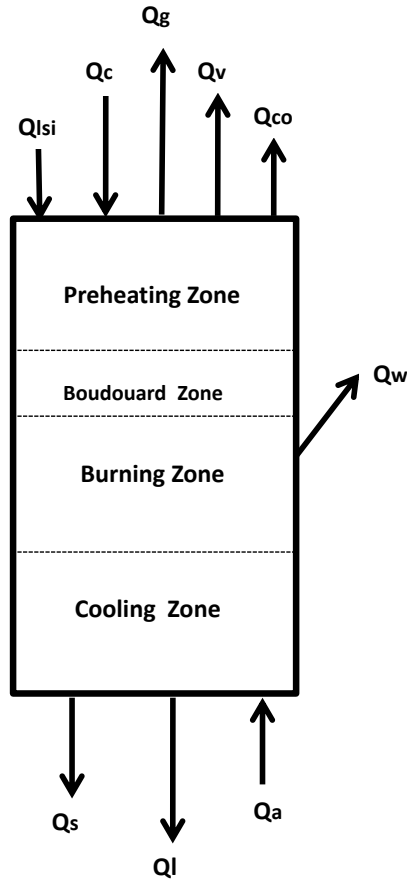 Qg
Qc
Qv
Qco
Qlsi
Preheating Zone
Boudouard Zone
Qw
Burning Zone
Cooling Zone
Qs
Qa
Ql